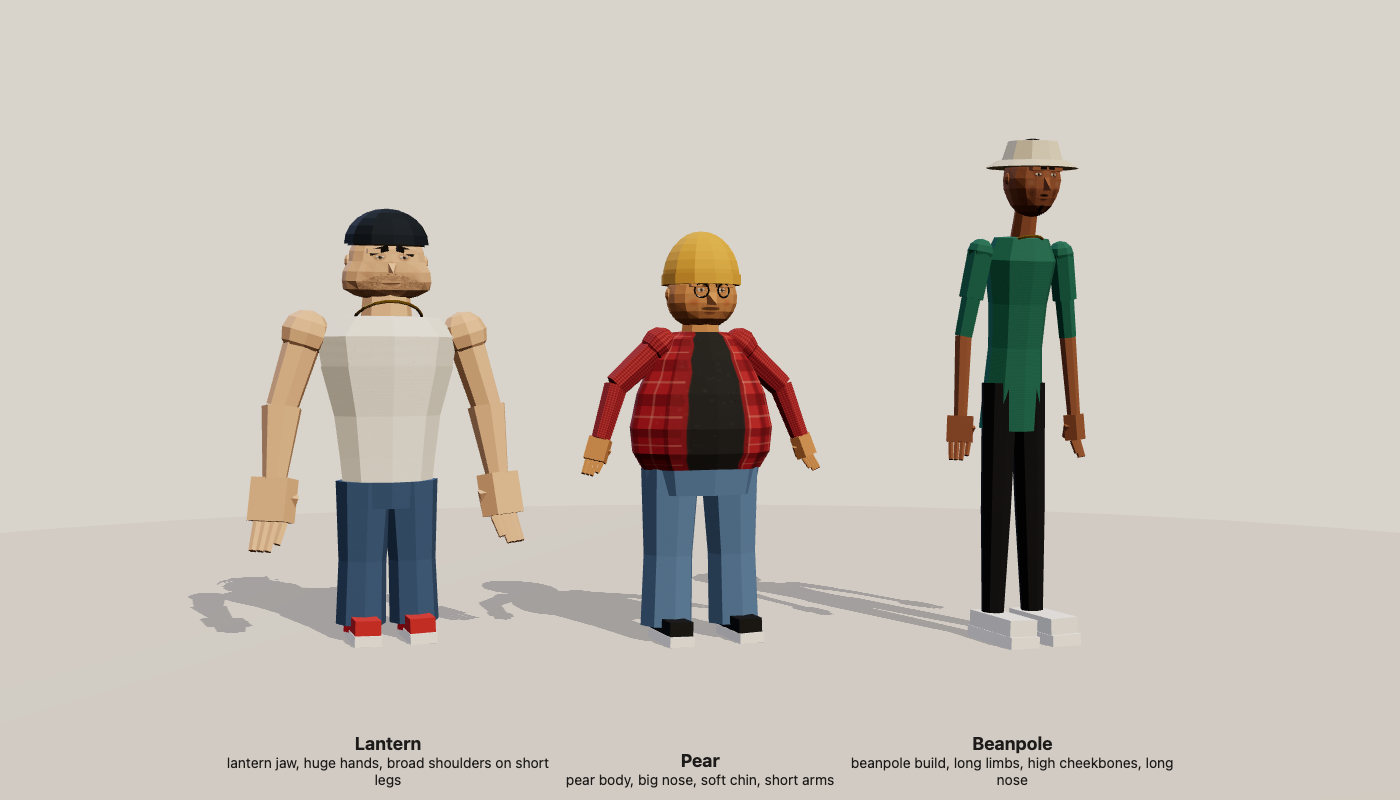 Lantern
lantern jaw, huge hands, broad shoulders on short
legs
Pear
pear body, big nose, soft chin, short arms
Beanpole
beanpole build, long limbs, high cheekbones, long
nose